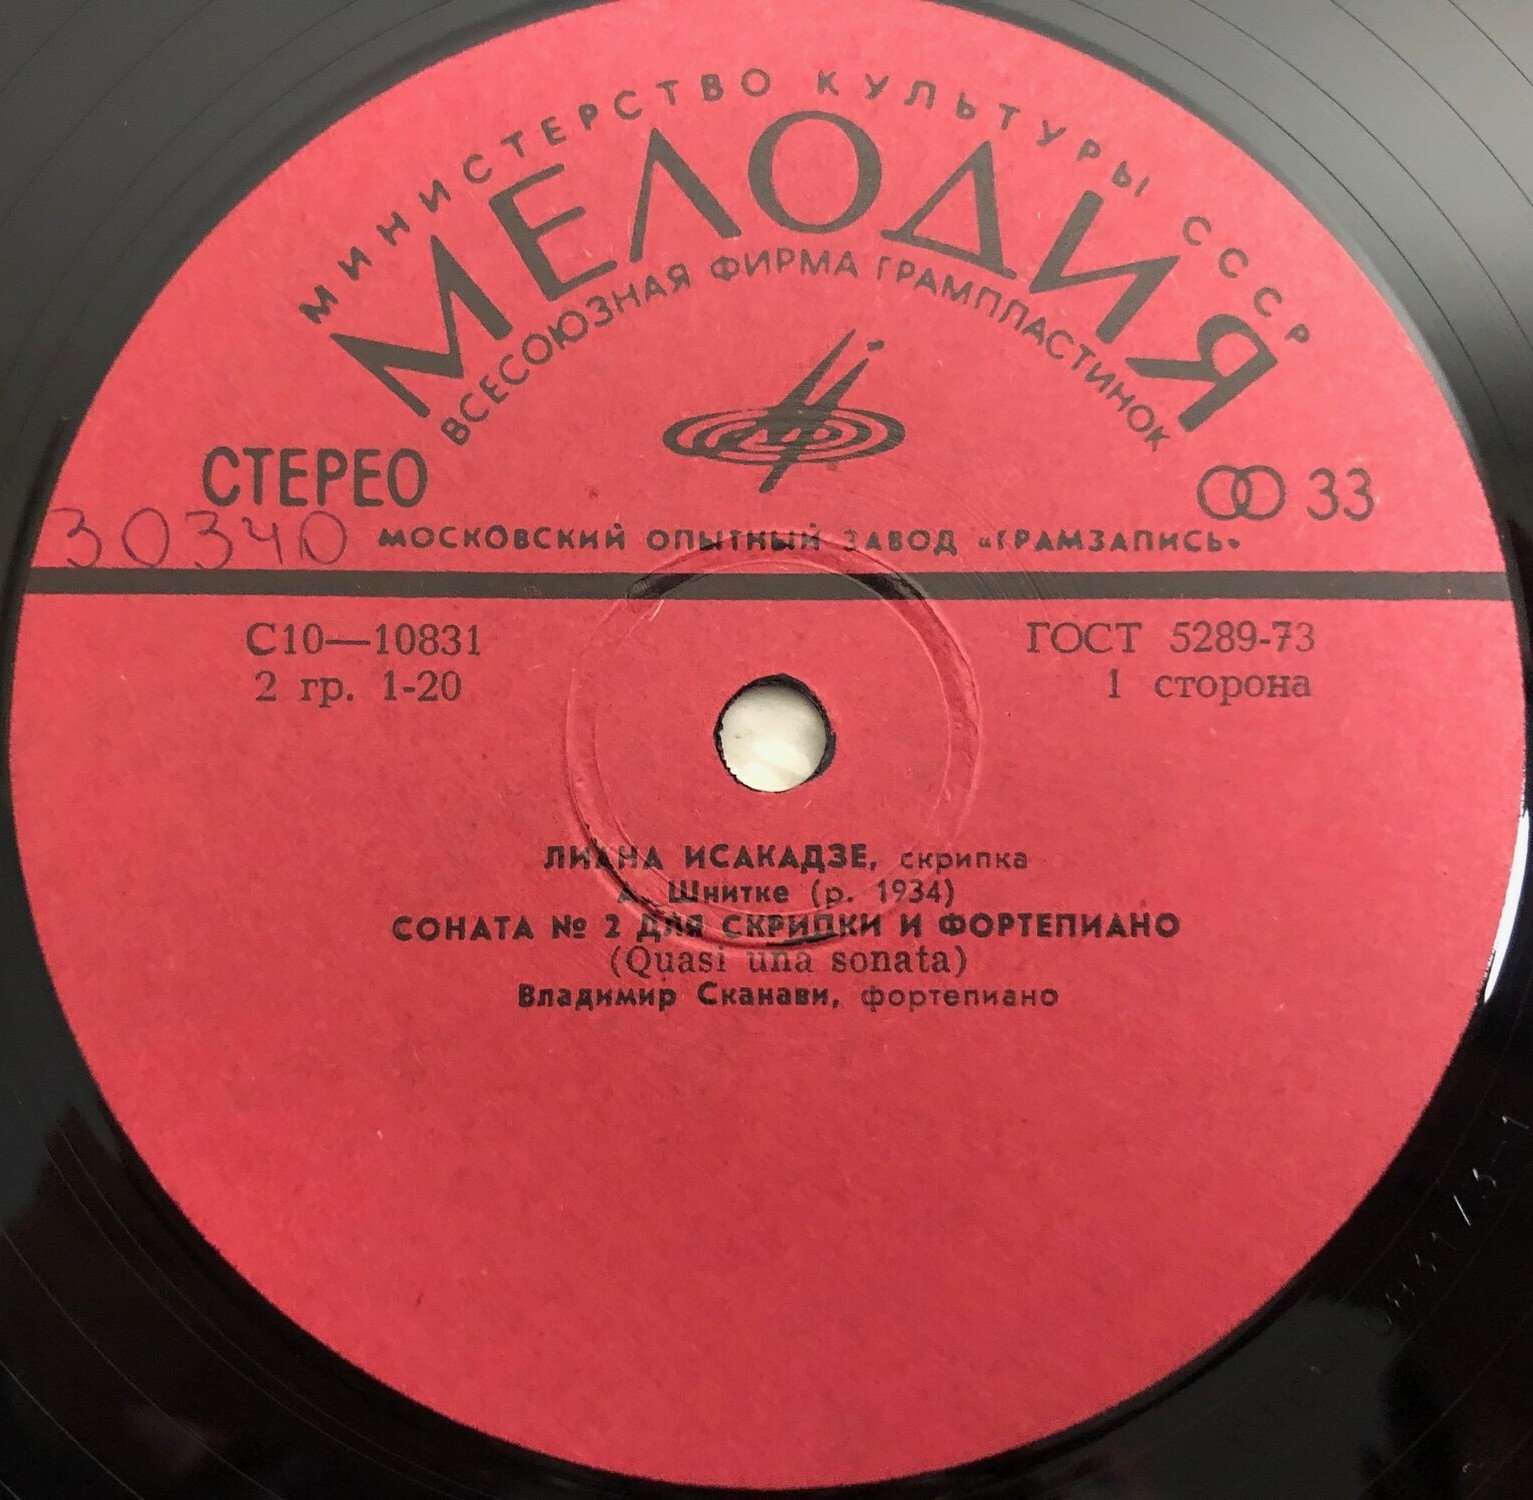 МИНИСТЕРСТВО КУЛЬТУРЫ СССР
МЕЛОДИЯ
ВСЕСОЮЗНАЯ ФИРМА ГРАМПЛАСТИНОК
СТЕРЕО
33
30340
МОСКОВСКИЙ ОПЫТНЫЙ ЗАВОД «ГРАМЗАПИСЬ»
С10—10831
ГОСТ 5289-73
2 гр. 1-20
1 сторона
ЛИАНА ИСАКАДЗЕ, скрипка
А. Шнитке (р. 1934)
СОНАТА № 2 ДЛЯ СКРИПКИ И ФОРТЕПИАНО
(Quasi una sonata)
Владимир Сканави, фортепиано